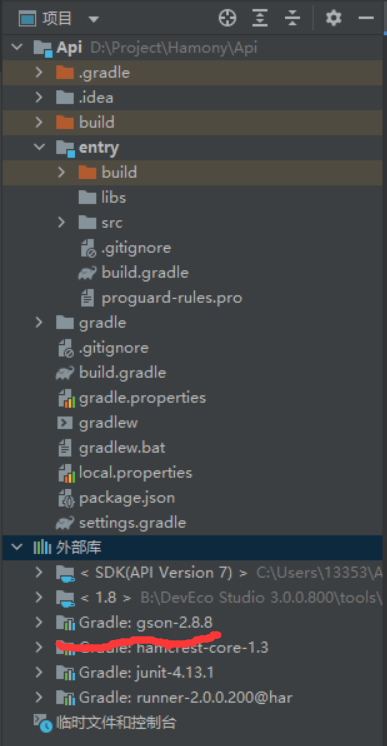 项目
Api D:\Project\Hamony\Api
.gradle
.idea
build
entry
build
libs
src
.gitignore
build.gradle
proguard-rules.pro
gradle
.gitignore
build.gradle
gradle.properties
gradlew
gradlew.bat
local.properties
package.json
settings.gradle
外部库
< SDK(API Version 7) > C:\Users\13353\A
< 1.8 > B:\DevEco Studio 3.0.0.800\tools\
Gradle: gson-2.8.8
Gradle: hamcrest-core-1.3
Gradle: junit-4.13.1
Gradle: runner-2.0.0.200@har
临时文件和控制台